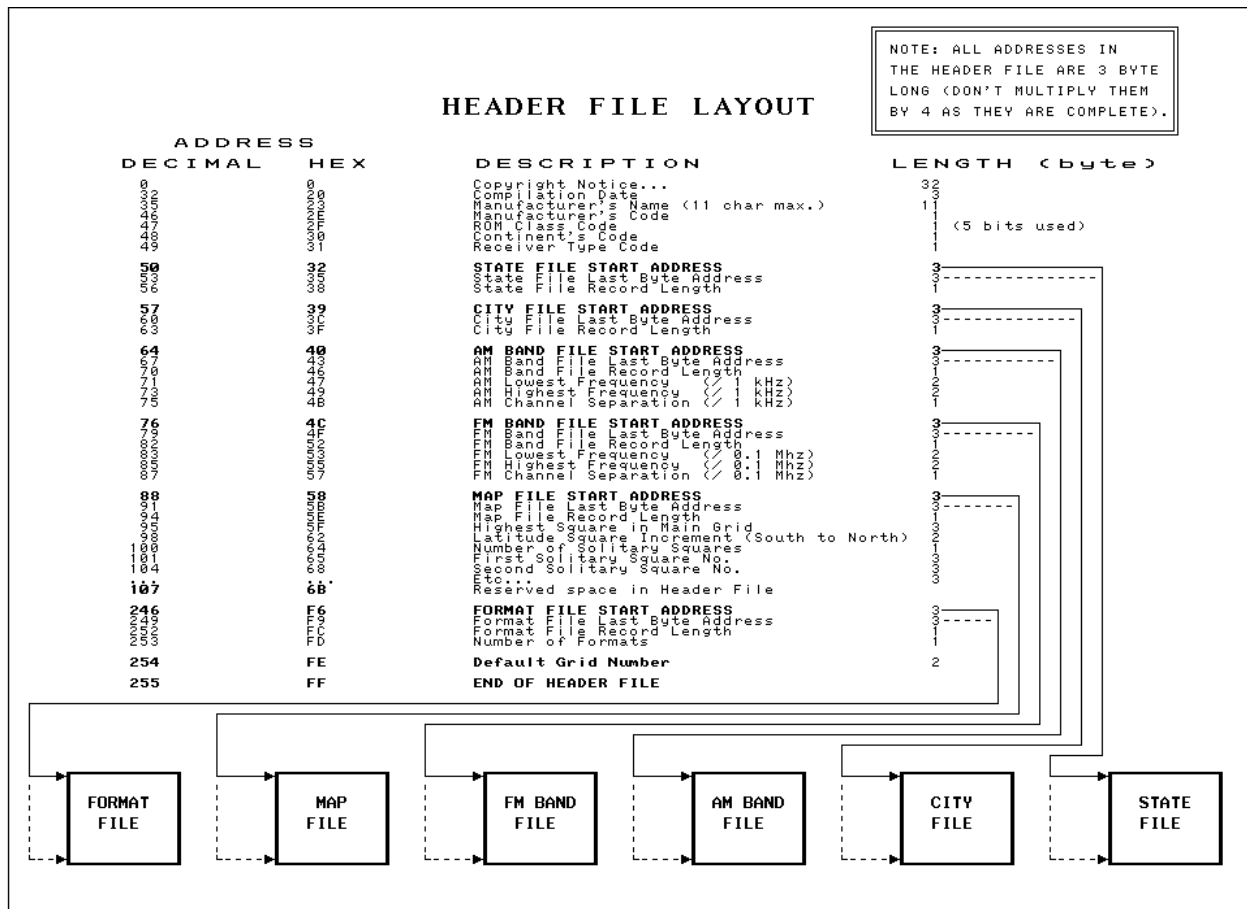 NOTE: ALL ADDRESSES IN
THE HEADER FILE ARE 3 BYTE
LONG (DON'T MULTIPLY THEM
BY 4 AS THEY ARE COMPLETE).
HEADER FILE LAYOUT
ADDRESS
DECIMAL HEX DESCRIPTION LENGTH (byte)
0 0 Copyright Notice... 32
32 20 Compilation Date 3
35 23 Manufacturer's Name (11 char max.) 11
46 2E Manufacturer's Code 1
47 2F ROM Class Code 1 (5 bits used)
48 30 Continent's Code 1
49 31 Receiver Type Code 1
50 32 STATE FILE START ADDRESS 3
53 35 State File Last Byte Address 3
56 38 State File Record Length 1
57 39 CITY FILE START ADDRESS 3
60 3C City File Last Byte Address 3
63 3F City File Record Length 1
64 40 AM BAND FILE START ADDRESS 3
67 43 AM Band File Last Byte Address 3
70 46 AM Band File Record Length 1
71 47 AM Lowest Frequency (/ 1 kHz) 2
73 49 AM Highest Frequency (/ 1 kHz) 2
75 4B AM Channel Separation (/ 1 kHz) 1
76 4C FM BAND FILE START ADDRESS 3
79 4F FM Band File Last Byte Address 3
82 52 FM Band File Record Length 1
83 53 FM Lowest Frequency (/ 0.1 Mhz) 2
85 55 FM Highest Frequency (/ 0.1 Mhz) 2
87 57 FM Channel Separation (/ 0.1 Mhz) 1
88 58 MAP FILE START ADDRESS 3
91 5B Map File Last Byte Address 3
94 5E Map File Record Length 1
95 5F Highest Square in Main Grid 3
98 62 Latitude Square Increment (South to North) 2
100 64 Number of Solitary Squares 1
101 65 First Solitary Square No. 3
104 68 Second Solitary Square No. 3
... ... Etc... 3
107 6B Reserved space in Header File
246 F6 FORMAT FILE START ADDRESS 3
249 F9 Format File Last Byte Address 3
252 FC Format File Record Length 1
253 FD Number of Formats 1
254 FE Default Grid Number 2
255 FF END OF HEADER FILE
FORMAT
FILE
MAP
FILE
FM BAND
FILE
AM BAND
FILE
CITY
FILE
STATE
FILE